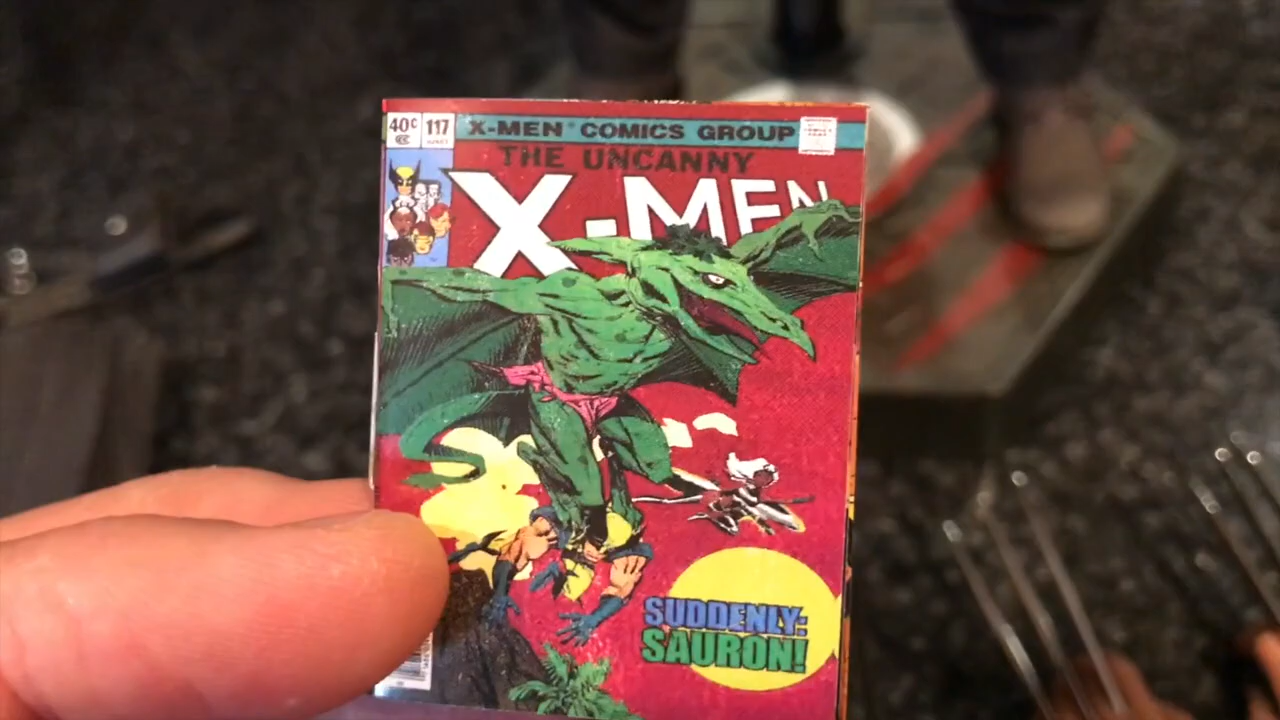 40¢
117
X-MEN COMICS GROUP
THE UNCANNY
X-MEN
SUDDENLY:
SAURON!